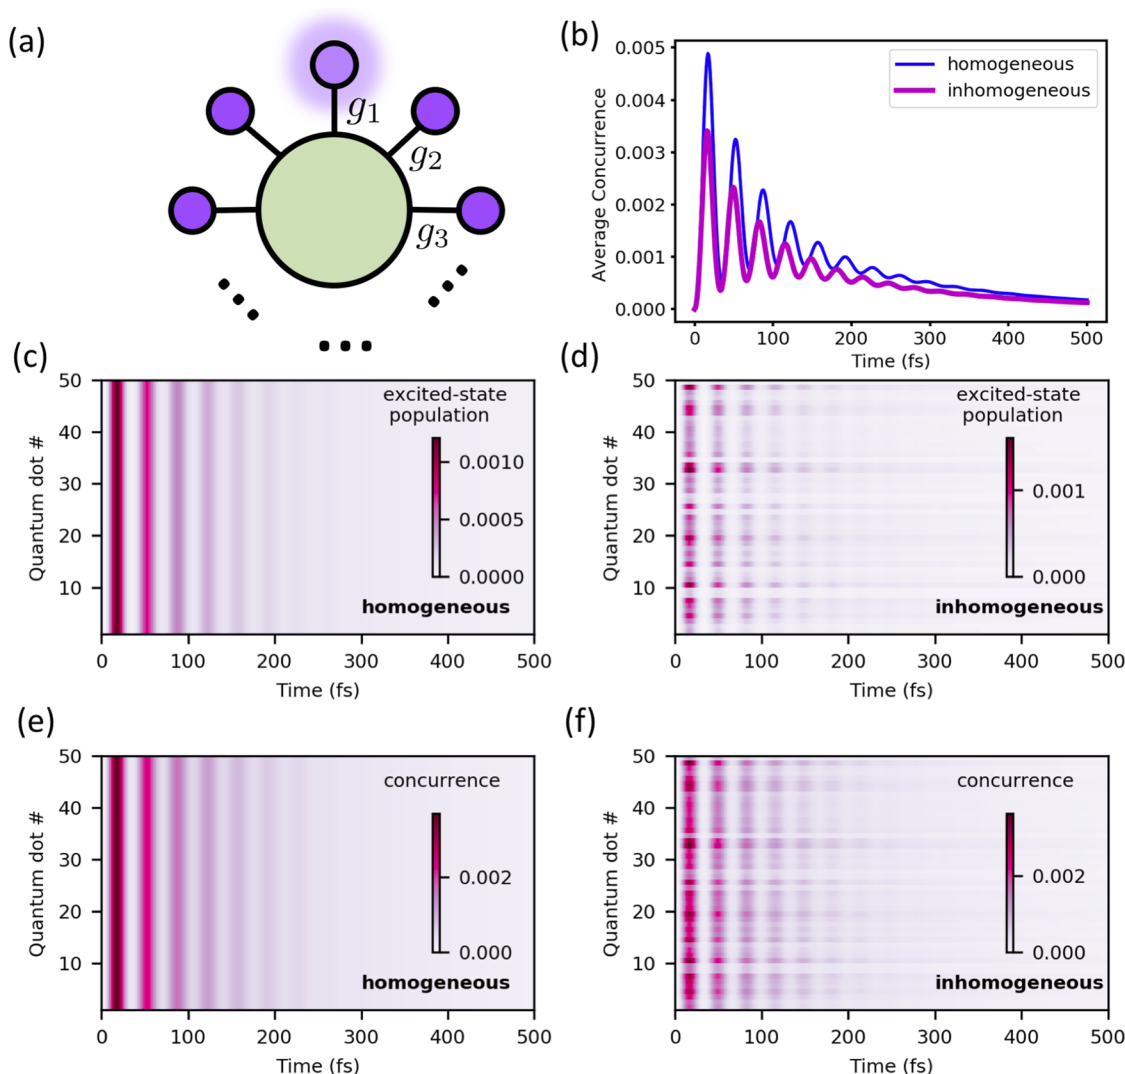 (a)
g1
g2
g3
(b)
Average Concurrence
0.005
0.004
0.003
0.002
0.001
0.000
homogeneous
inhomogeneous
0 100 200 300 400 500
Time (fs)
(c)
Quantum dot #
50
40
30
20
10
excited-state
population
0.0010
0.0005
0.0000
homogeneous
0 100 200 300 400 500
Time (fs)
(d)
Quantum dot #
50
40
30
20
10
excited-state
population
0.001
0.000
inhomogeneous
0 100 200 300 400 500
Time (fs)
(e)
Quantum dot #
50
40
30
20
10
concurrence
0.002
0.000
homogeneous
0 100 200 300 400 500
Time (fs)
(f)
Quantum dot #
50
40
30
20
10
concurrence
0.002
0.000
inhomogeneous
0 100 200 300 400 500
Time (fs)